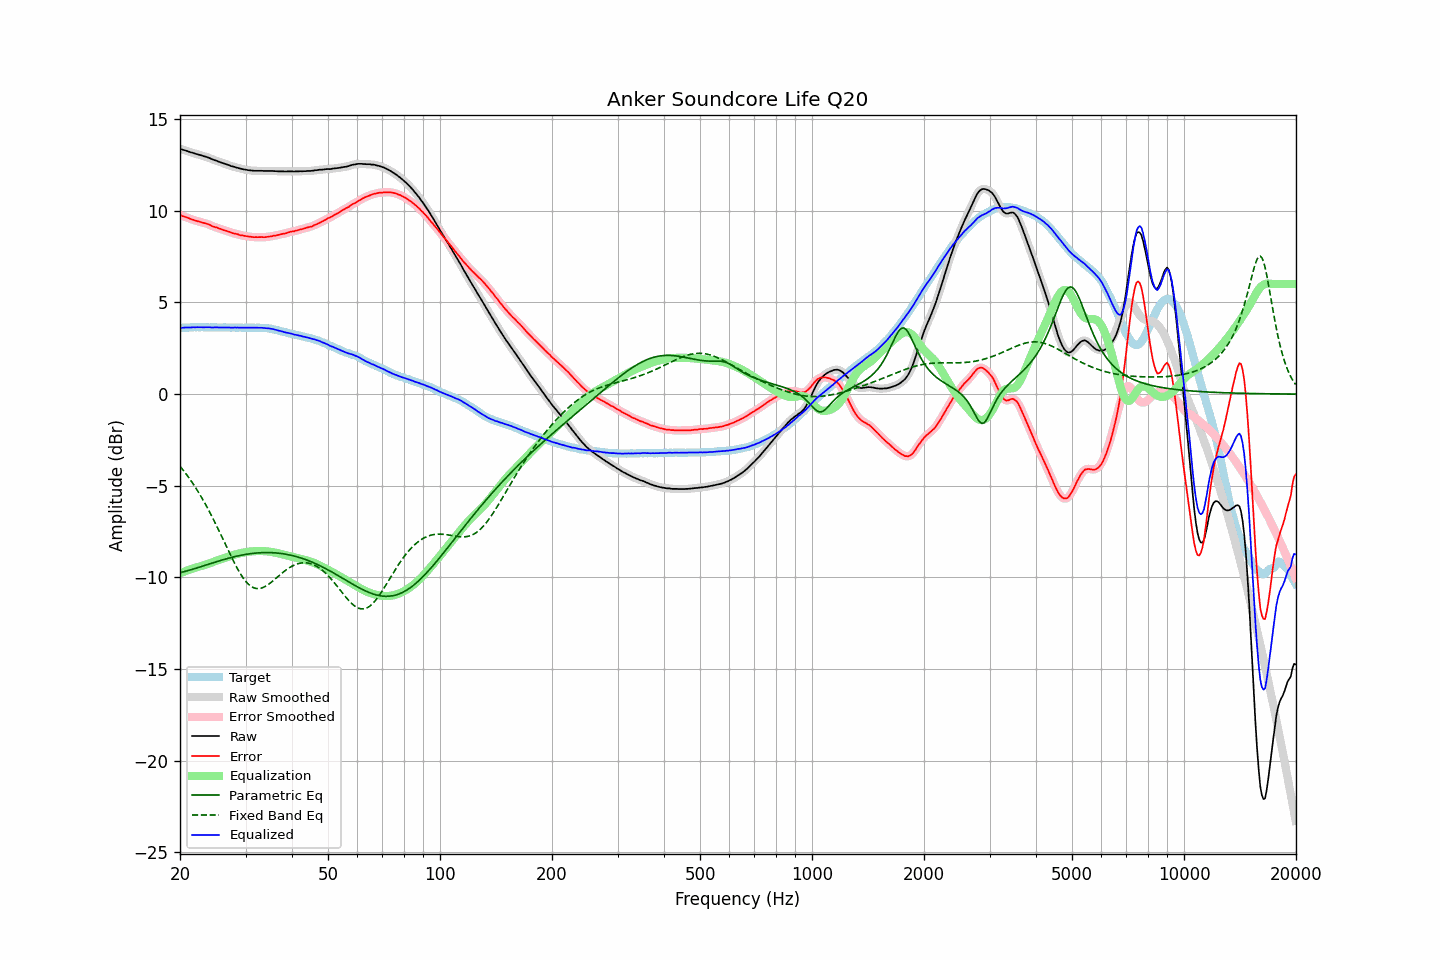 Anker Soundcore Life Q20
15
10
5
0
−5
−10
−15
−20
−25
Amplitude (dBr)
Target
Raw Smoothed
Error Smoothed
Raw
Error
Equalization
Parametric Eq
Fixed Band Eq
Equalized
20 50 100 200 500 1000 2000 5000 10000 20000
Frequency (Hz)